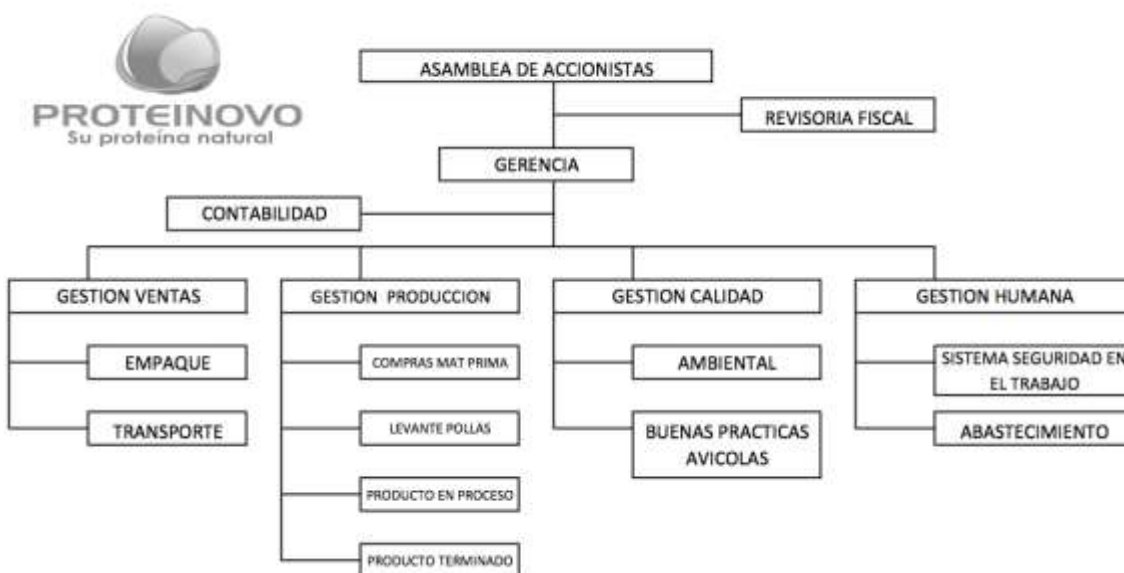 PROTEINOVO
Su proteína natural
ASAMBLEA DE ACCIONISTAS
REVISORIA FISCAL
GERENCIA
CONTABILIDAD
GESTION VENTAS
EMPAQUE
TRANSPORTE
GESTION PRODUCCION
COMPRAS MAT PRIMA
LEVANTE POLLAS
PRODUCTO EN PROCESO
PRODUCTO TERMINADO
GESTION CALIDAD
AMBIENTAL
BUENAS PRACTICAS
AVICOLAS
GESTION HUMANA
SISTEMA SEGURIDAD EN
EL TRABAJO
ABASTECIMIENTO